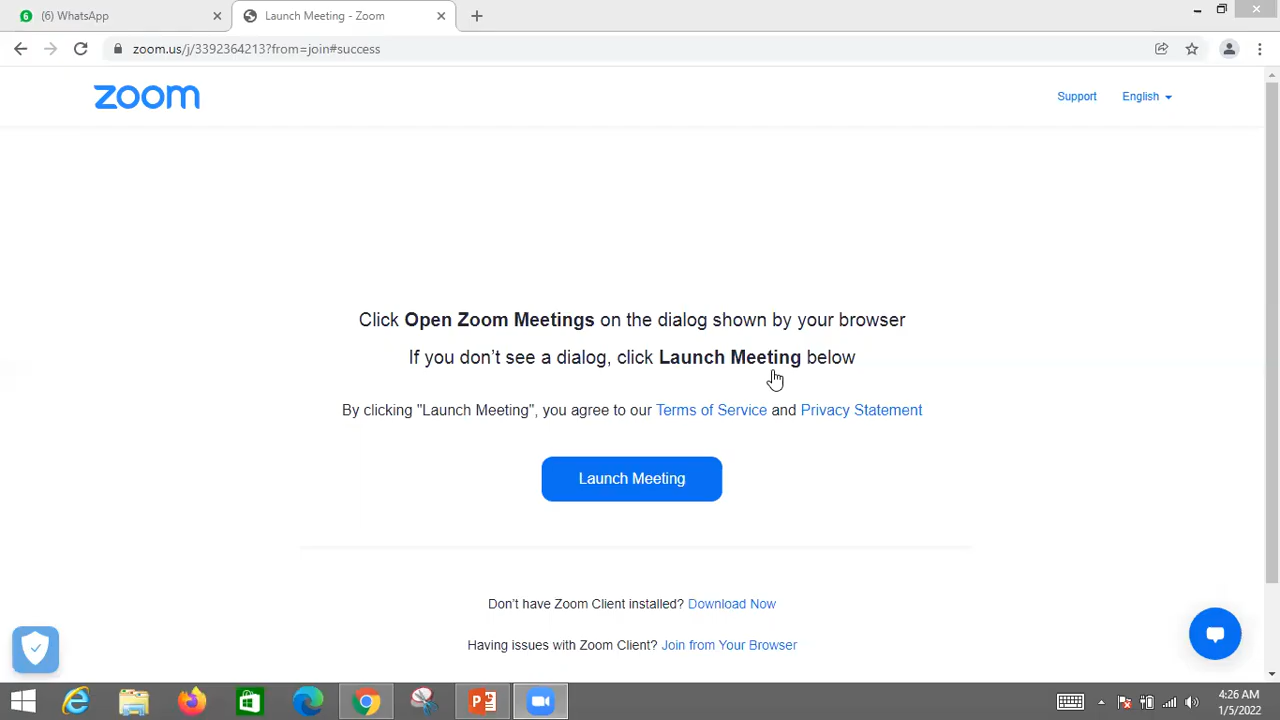 (6) WhatsApp
Launch Meeting - Zoom
zoom.us/j/3392364213?from=join#success
zoom
Support
English
Click Open Zoom Meetings on the dialog shown by your browser
If you don't see a dialog, click Launch Meeting below
By clicking "Launch Meeting", you agree to our Terms of Service and Privacy Statement
Launch Meeting
Don't have Zoom Client installed? Download Now
Having issues with Zoom Client? Join from Your Browser
4:26 AM
1/5/2022